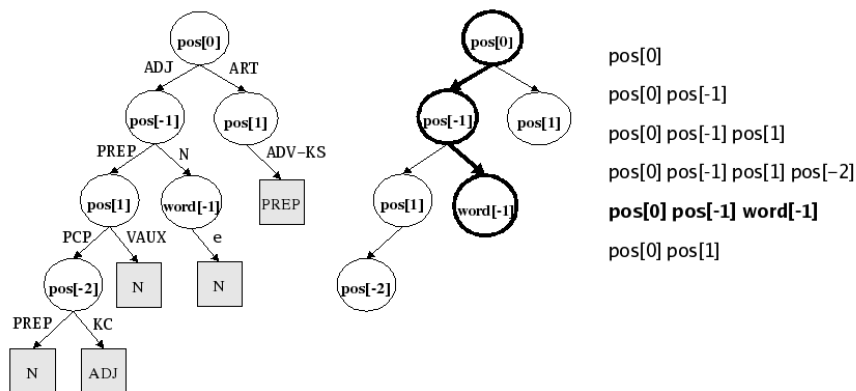 pos[0]
ADJ ART
pos[-1] pos[1]
PREP N ADV-KS
pos[1] word[-1] PREP
PCP VAUX e
pos[-2] N N
PREP KC
N ADJ
pos[0]
pos[-1] pos[1]
pos[1] word[-1]
pos[-2]
pos[0]
pos[0] pos[-1]
pos[0] pos[-1] pos[1]
pos[0] pos[-1] pos[1] pos[-2]
pos[0] pos[-1] word[-1]
pos[0] pos[1]